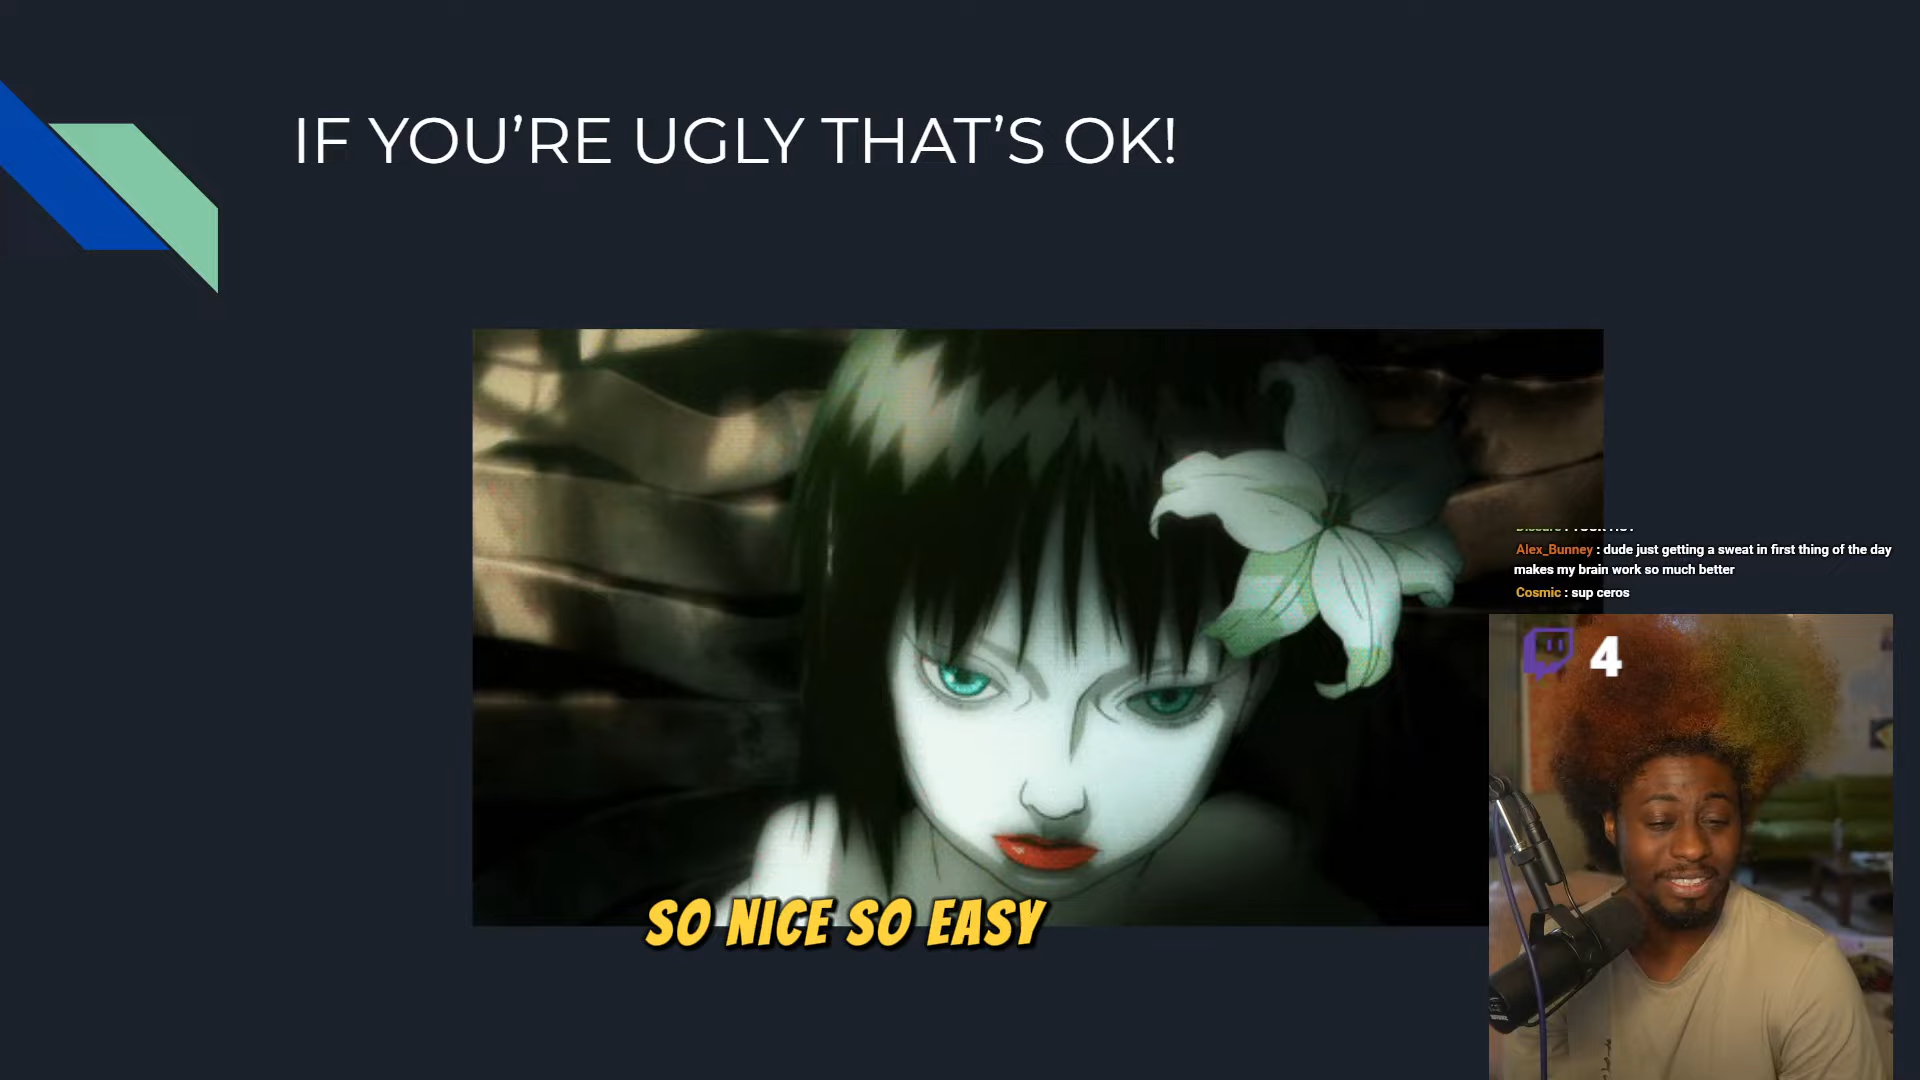 IF YOU’RE UGLY THAT’S OK!
Alex_Bunney : dude just getting a sweat in first thing of the day
makes my brain work so much better
Cosmic : sup ceros
4
SO NICE SO EASY